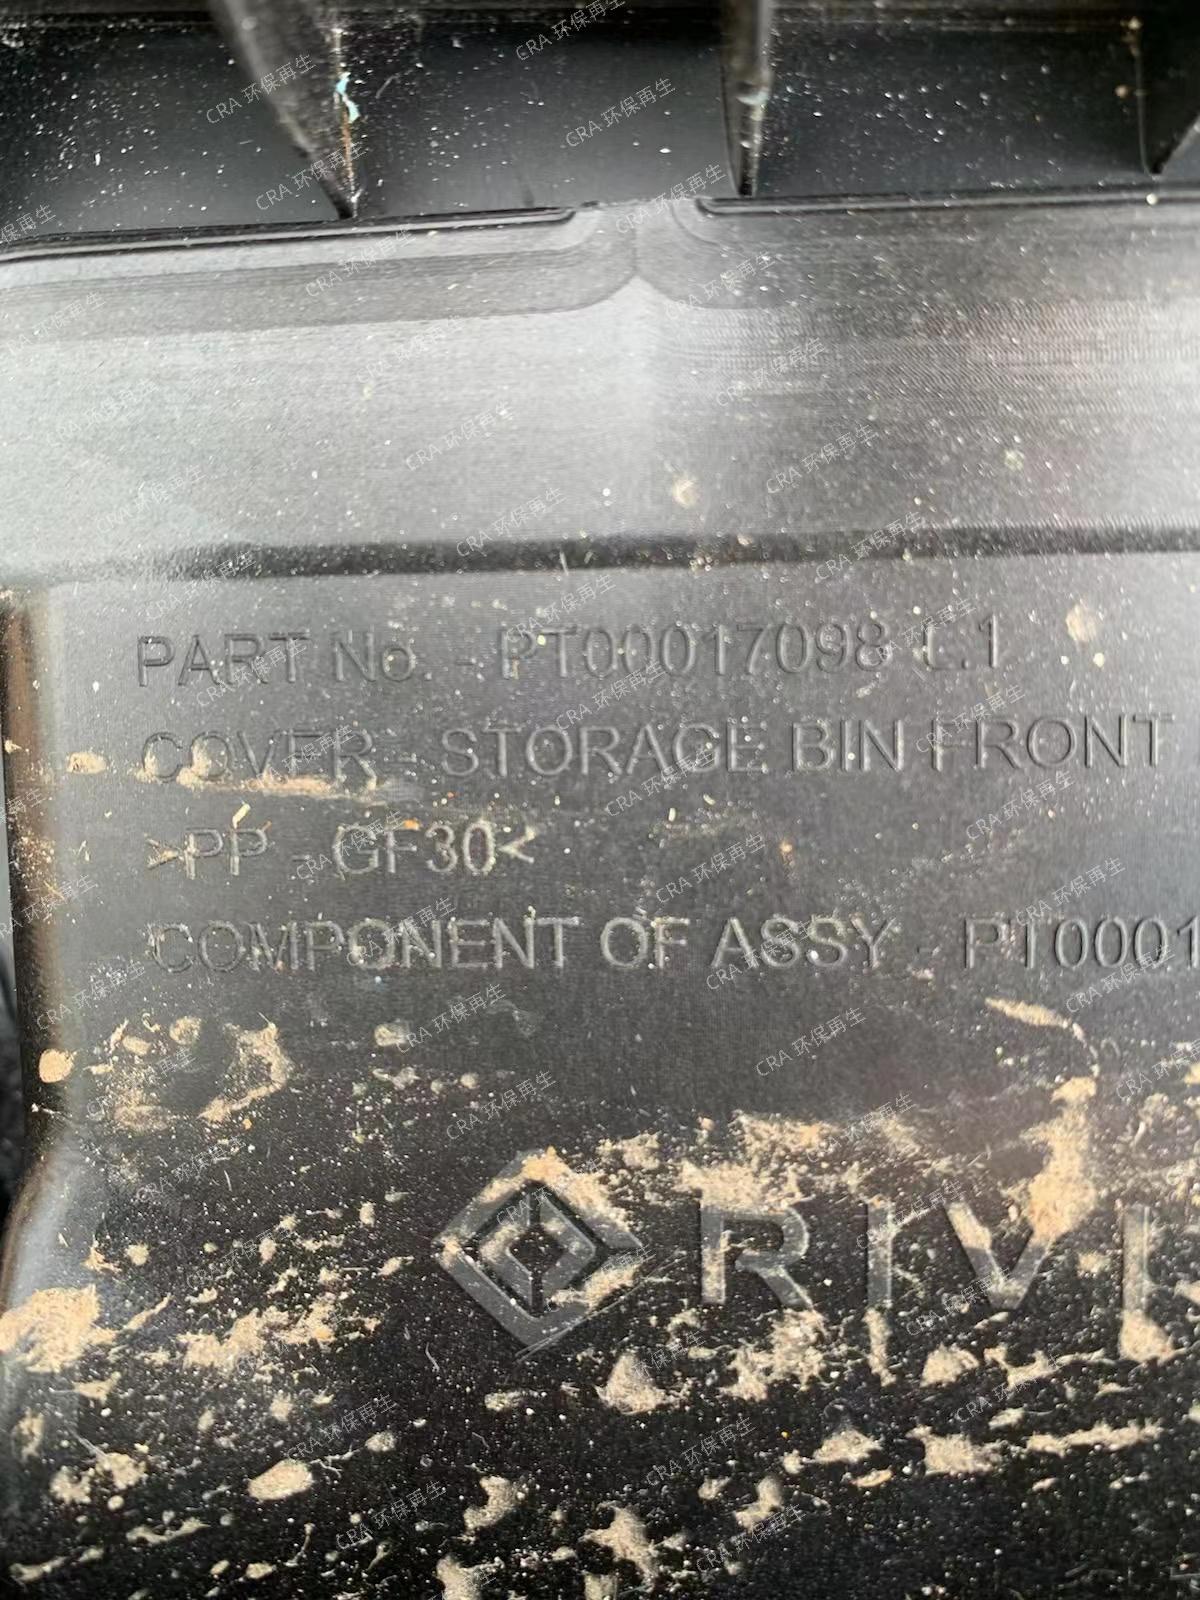 PART No. - PT00017098 L.1
COVER - STORAGE BIN FRONT
>PP - GF30<
COMPONENT OF ASSY - PT0001
RIVI
CRA 环保再生